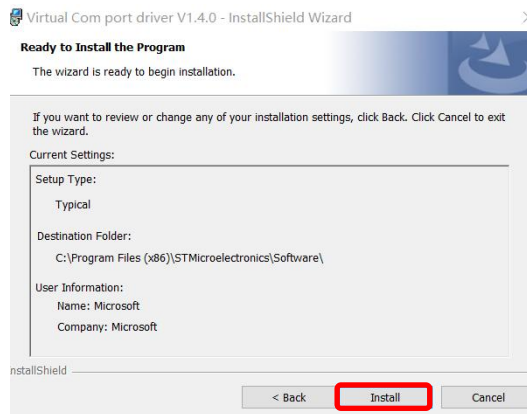 Virtual Com port driver V1.4.0 - InstallShield Wizard
Ready to Install the Program
The wizard is ready to begin installation.
If you want to review or change any of your installation settings, click Back. Click Cancel to exit
the wizard.
Current Settings:
Setup Type:
Typical
Destination Folder:
C:\Program Files (x86)\STMicroelectronics\Software\
User Information:
Name: Microsoft
Company: Microsoft
nstallShield
< Back Install Cancel